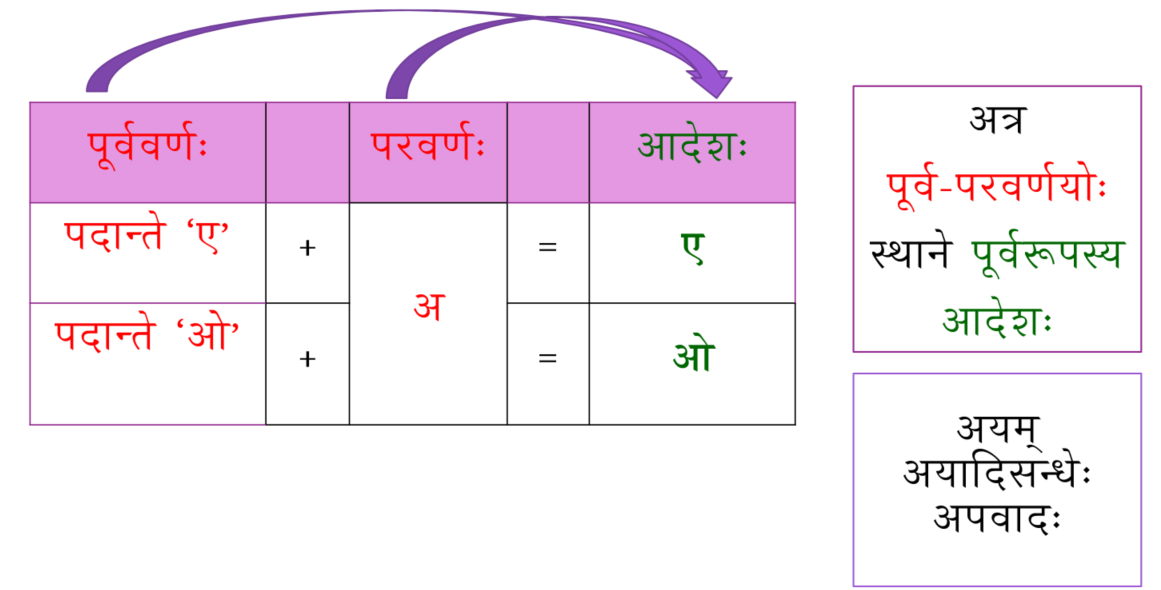 पूर्ववर्णः परवर्णः आदेशः
पदान्ते ‘ए’ + = ए
अ
पदान्ते ‘ओ’ + = ओ
अत्र
पूर्व-परवर्णयोः
स्थाने पूर्वरूपस्य
आदेशः
अयम्
अयादिसन्धेः
अपवादः